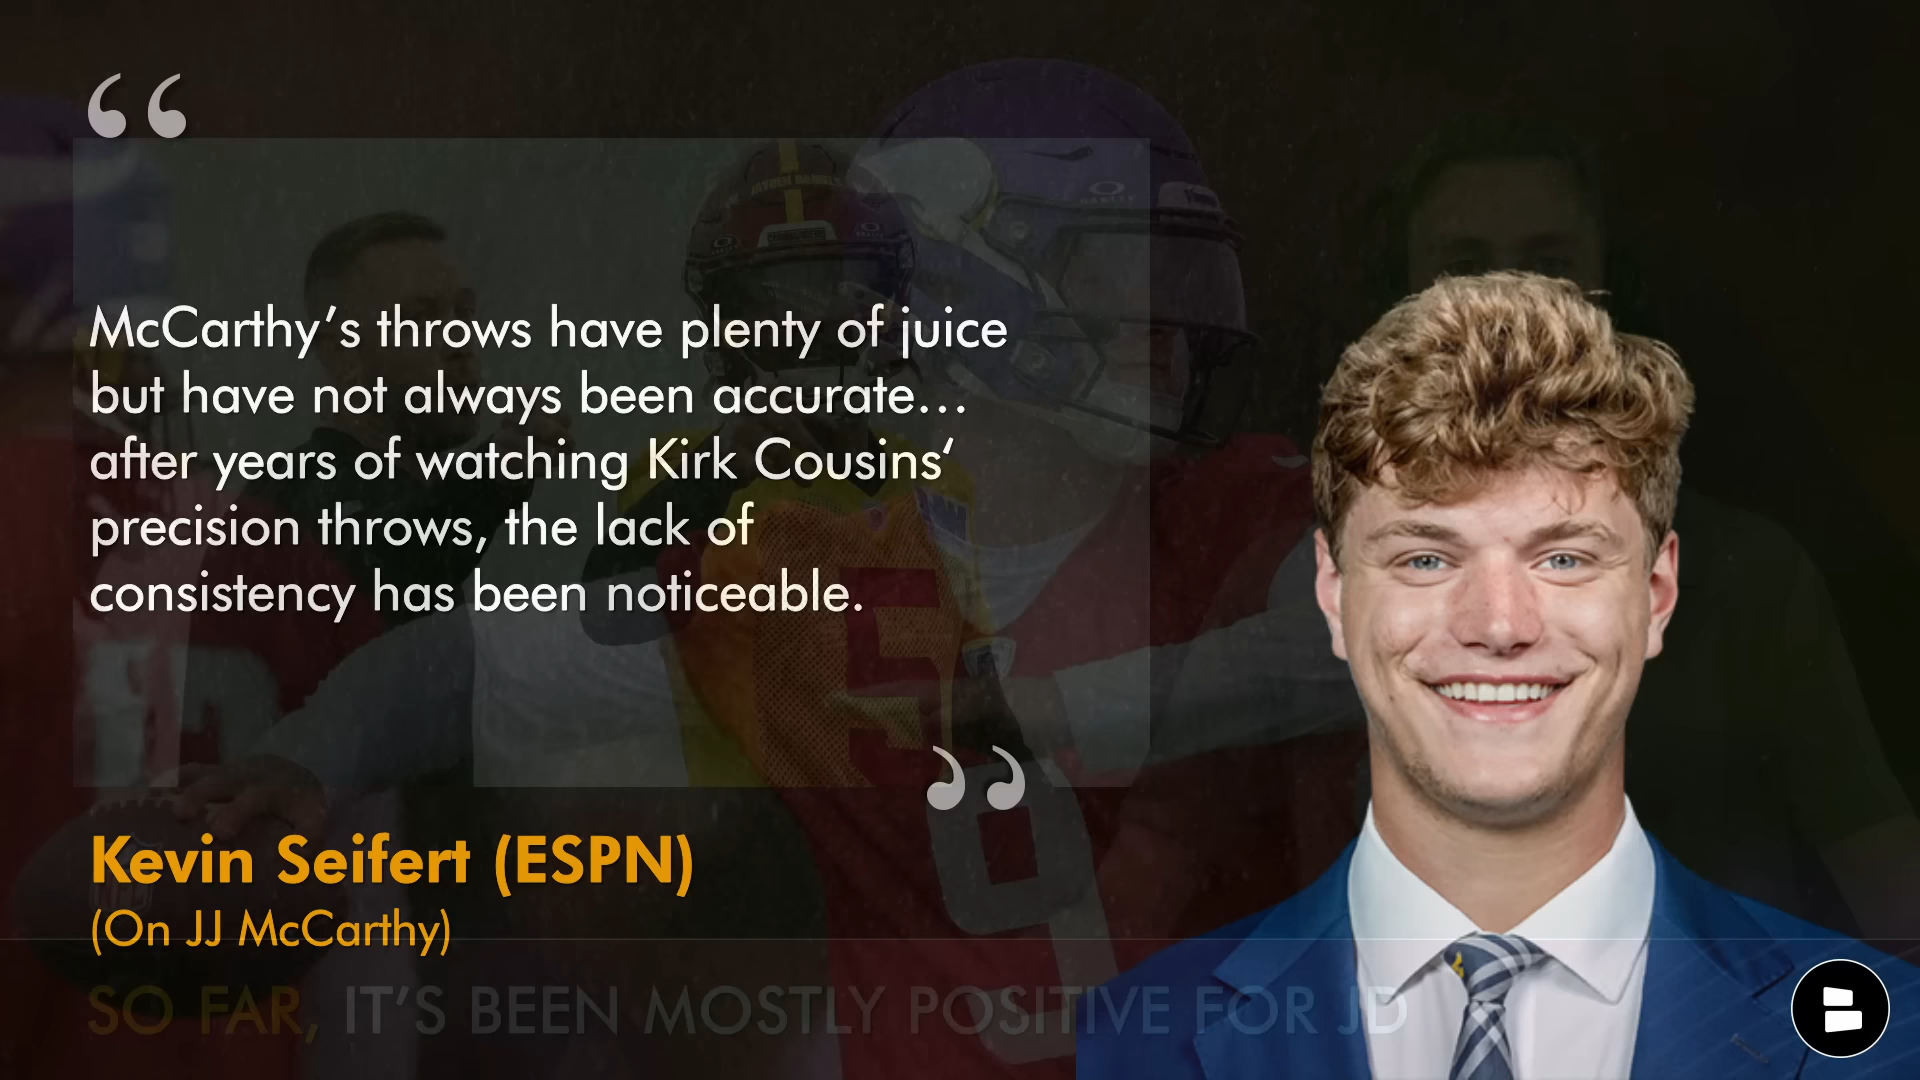 “
McCarthy’s throws have plenty of juice
but have not always been accurate…
after years of watching Kirk Cousins‘
precision throws, the lack of
consistency has been noticeable.
”
Kevin Seifert (ESPN)
(On JJ McCarthy)
SO FAR, IT’S BEEN MOSTLY POSITIVE FOR JD